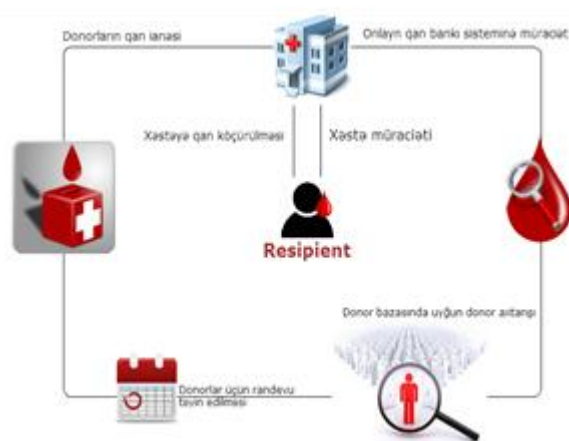 Donorların qan ianəsi
Onlayn qan bankı sisteminə müraciət
Xəstəyə qan köçürülməsi
Xəstə müraciəti
Resipient
Donor bazasında uyğun donor axtarışı
Donorlar üçün randevu
təyin edilməsi